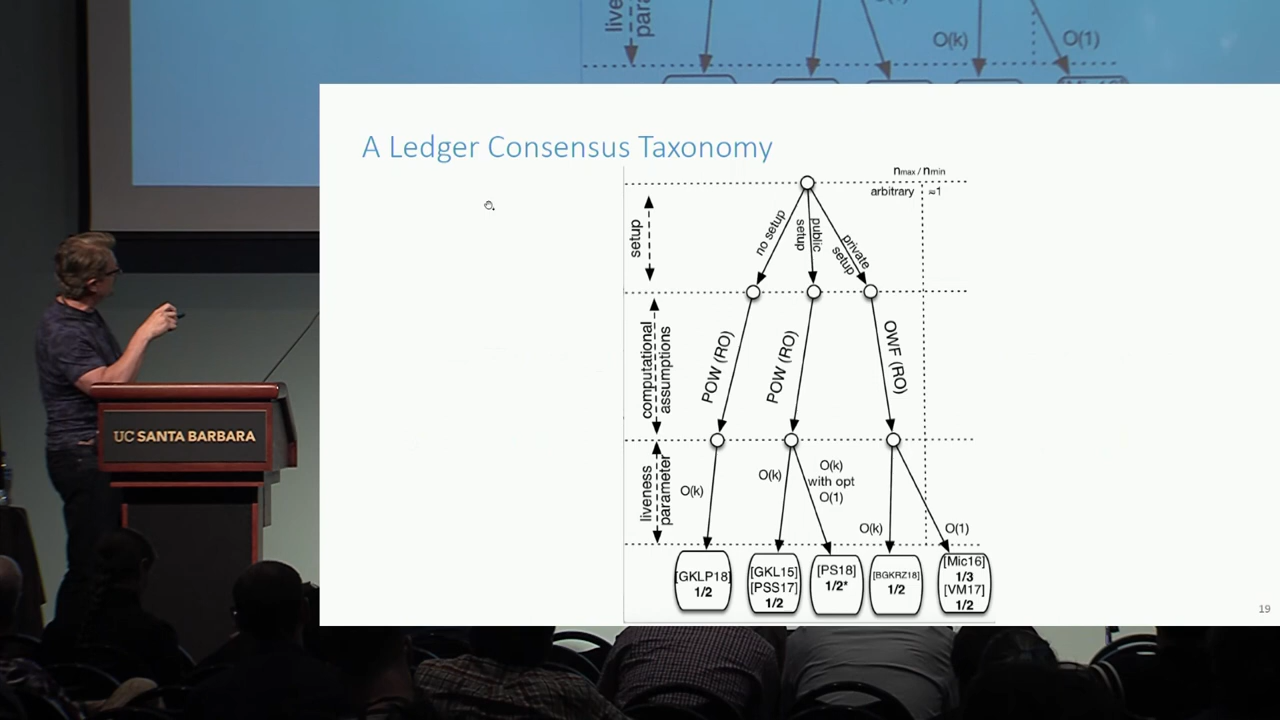 O(k)
O(1)
A Ledger Consensus Taxonomy
nmax / nmin
arbitrary
≈1
setup
no setup
public
setup
private
setup
computational
assumptions
POW (RO)
POW (RO)
OWF (RO)
liveness
parameter
O(k)
O(k)
O(k)
with opt
O(1)
O(k)
O(1)
[GKLP18]
1/2
[GKL15]
[PSS17]
1/2
[PS18]
1/2*
[BGKRZ18]
1/2
[Mic16]
1/3
[VM17]
1/2
19
UC SANTA BARBARA